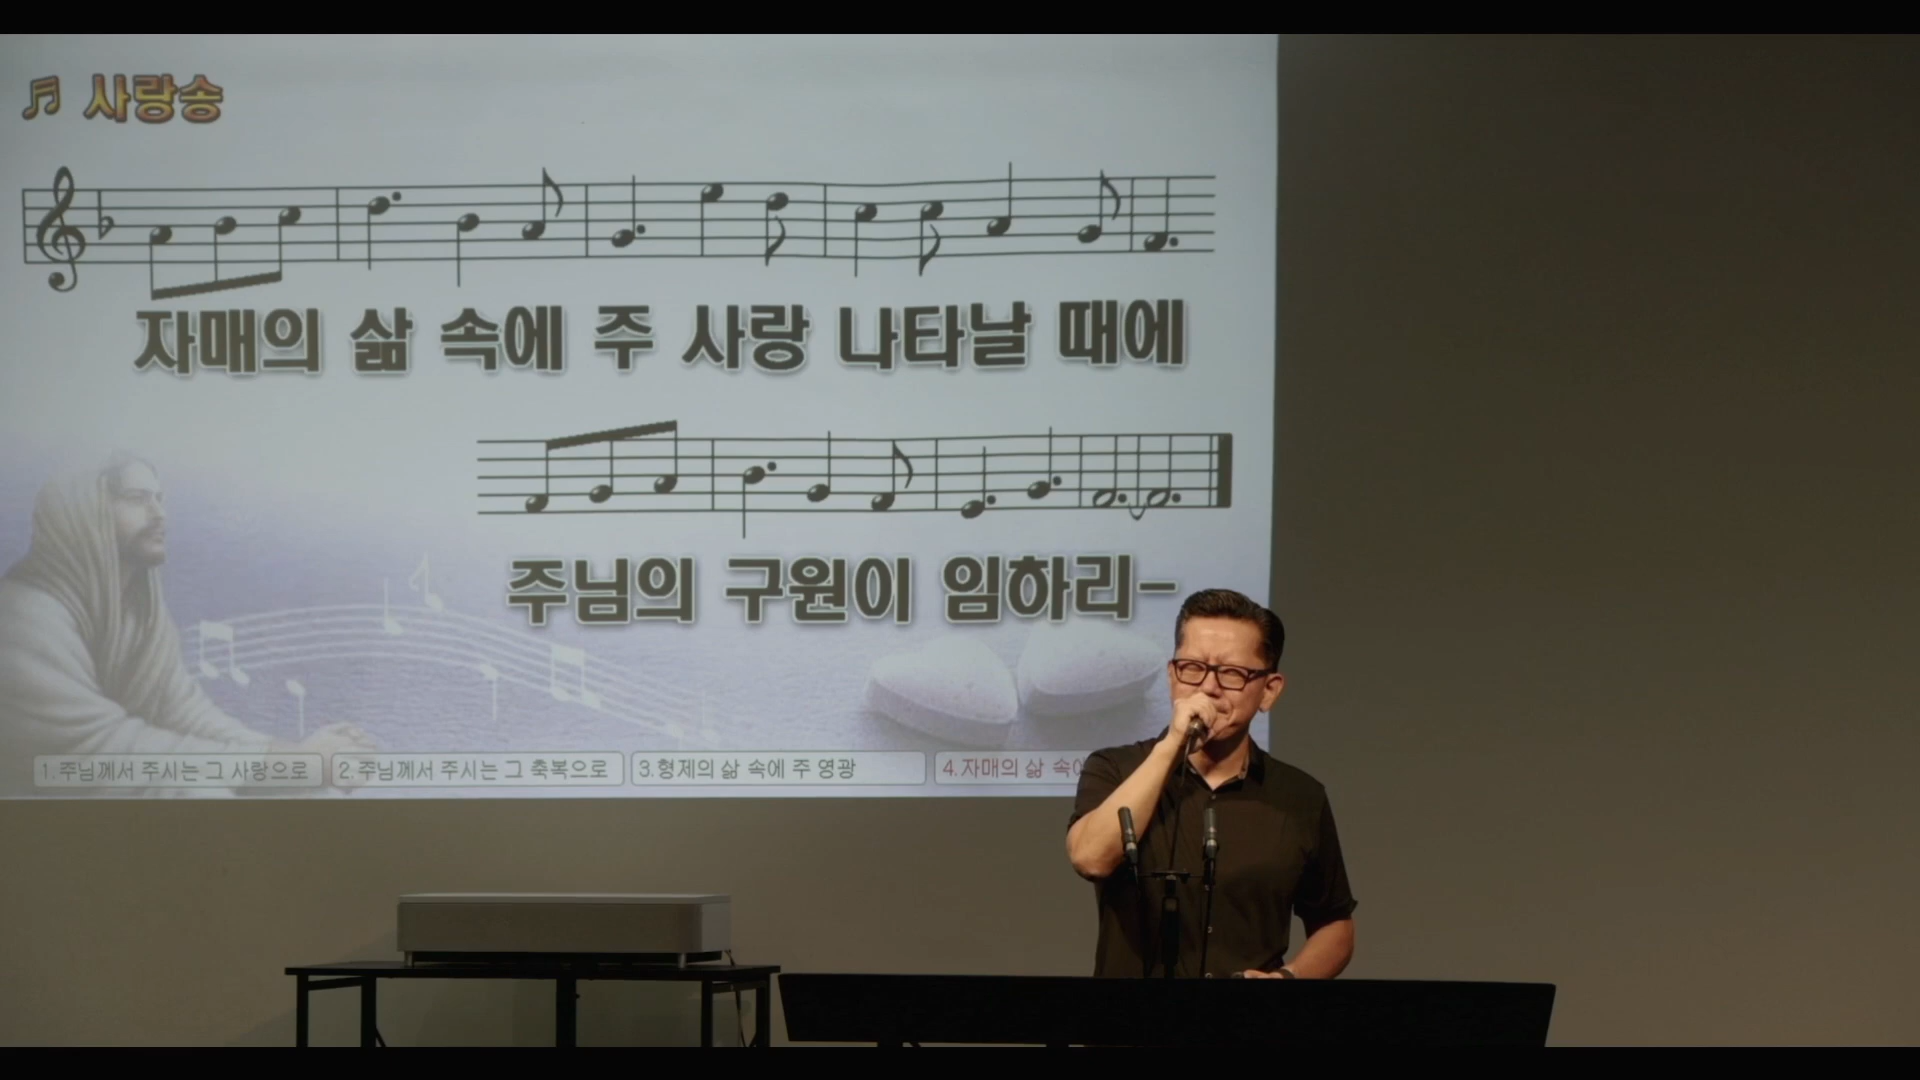 사랑송
자매의 삶 속에 주 사랑 나타날 때에
주님의 구원이 임하리-
1.주님께서 주시는 그 사랑으로
2.주님께서 주시는 그 축복으로
3.형제의 삶 속에 주 영광
4.자매의 삶